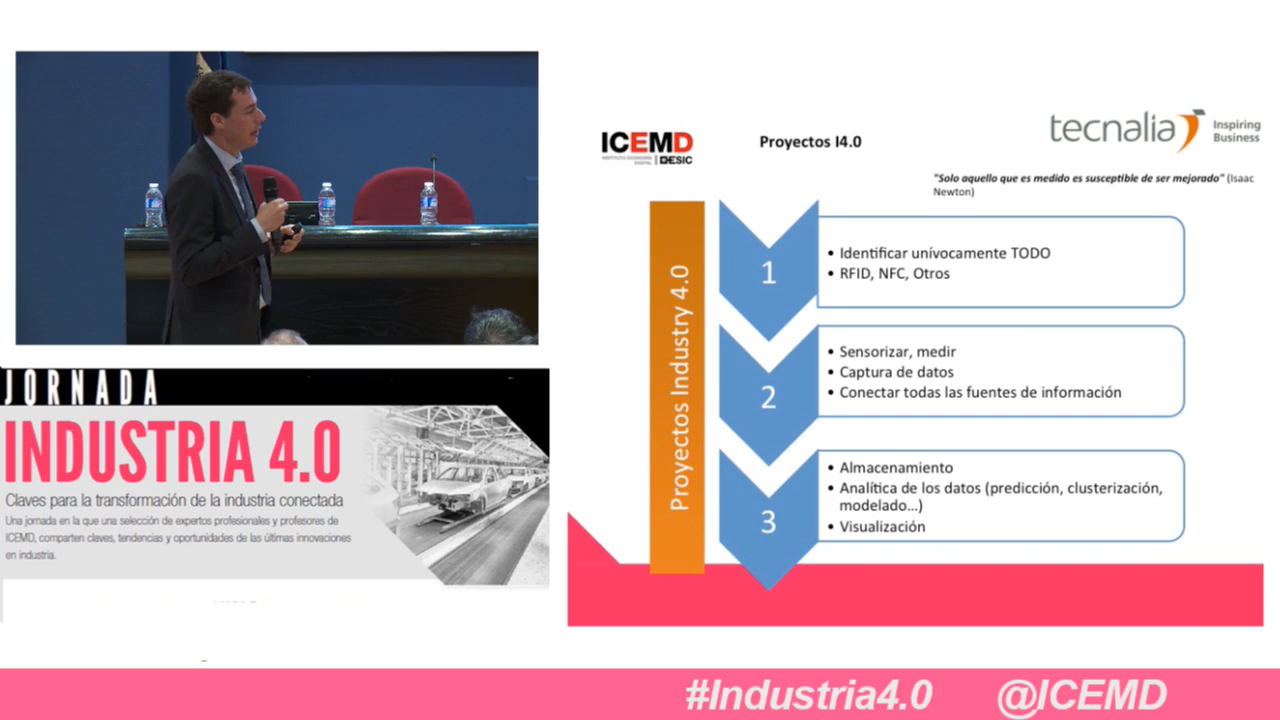 JORNADA
INDUSTRIA 4.0
Claves para la transformación de la industria conectada
Una jornada en la que una selección de expertos profesionales y profesores de
ICEMD, comparten claves, tendencias y oportunidades de las últimas innovaciones
en industria.
ICEMD
INSTITUTO ECONOMÍA
DIGITAL
ESIC
Proyectos I4.0
tecnalia
Inspiring
Business
"Solo aquello que es medido es susceptible de ser mejorado" (Isaac
Newton)
Proyectos Industry 4.0
1
• Identificar unívocamente TODO
• RFID, NFC, Otros
2
• Sensorizar, medir
• Captura de datos
• Conectar todas las fuentes de información
3
• Almacenamiento
• Analítica de los datos (predicción, clusterización,
modelado...)
• Visualización
#Industria4.0 @ICEMD